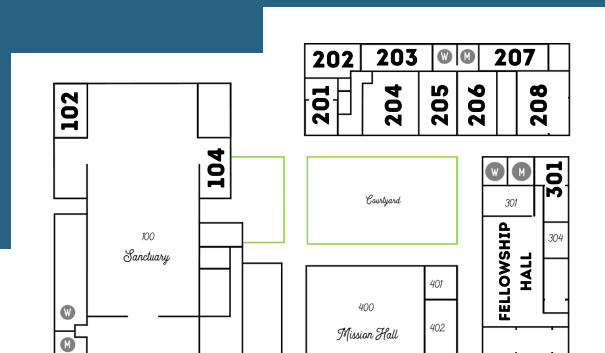 202 203 W M 207
201 204 205 206 208
102
104
Courtyard
W M 301
301
304
FELLOWSHIP
HALL
100
Sanctuary
W
M
400
Mission Hall
401
402